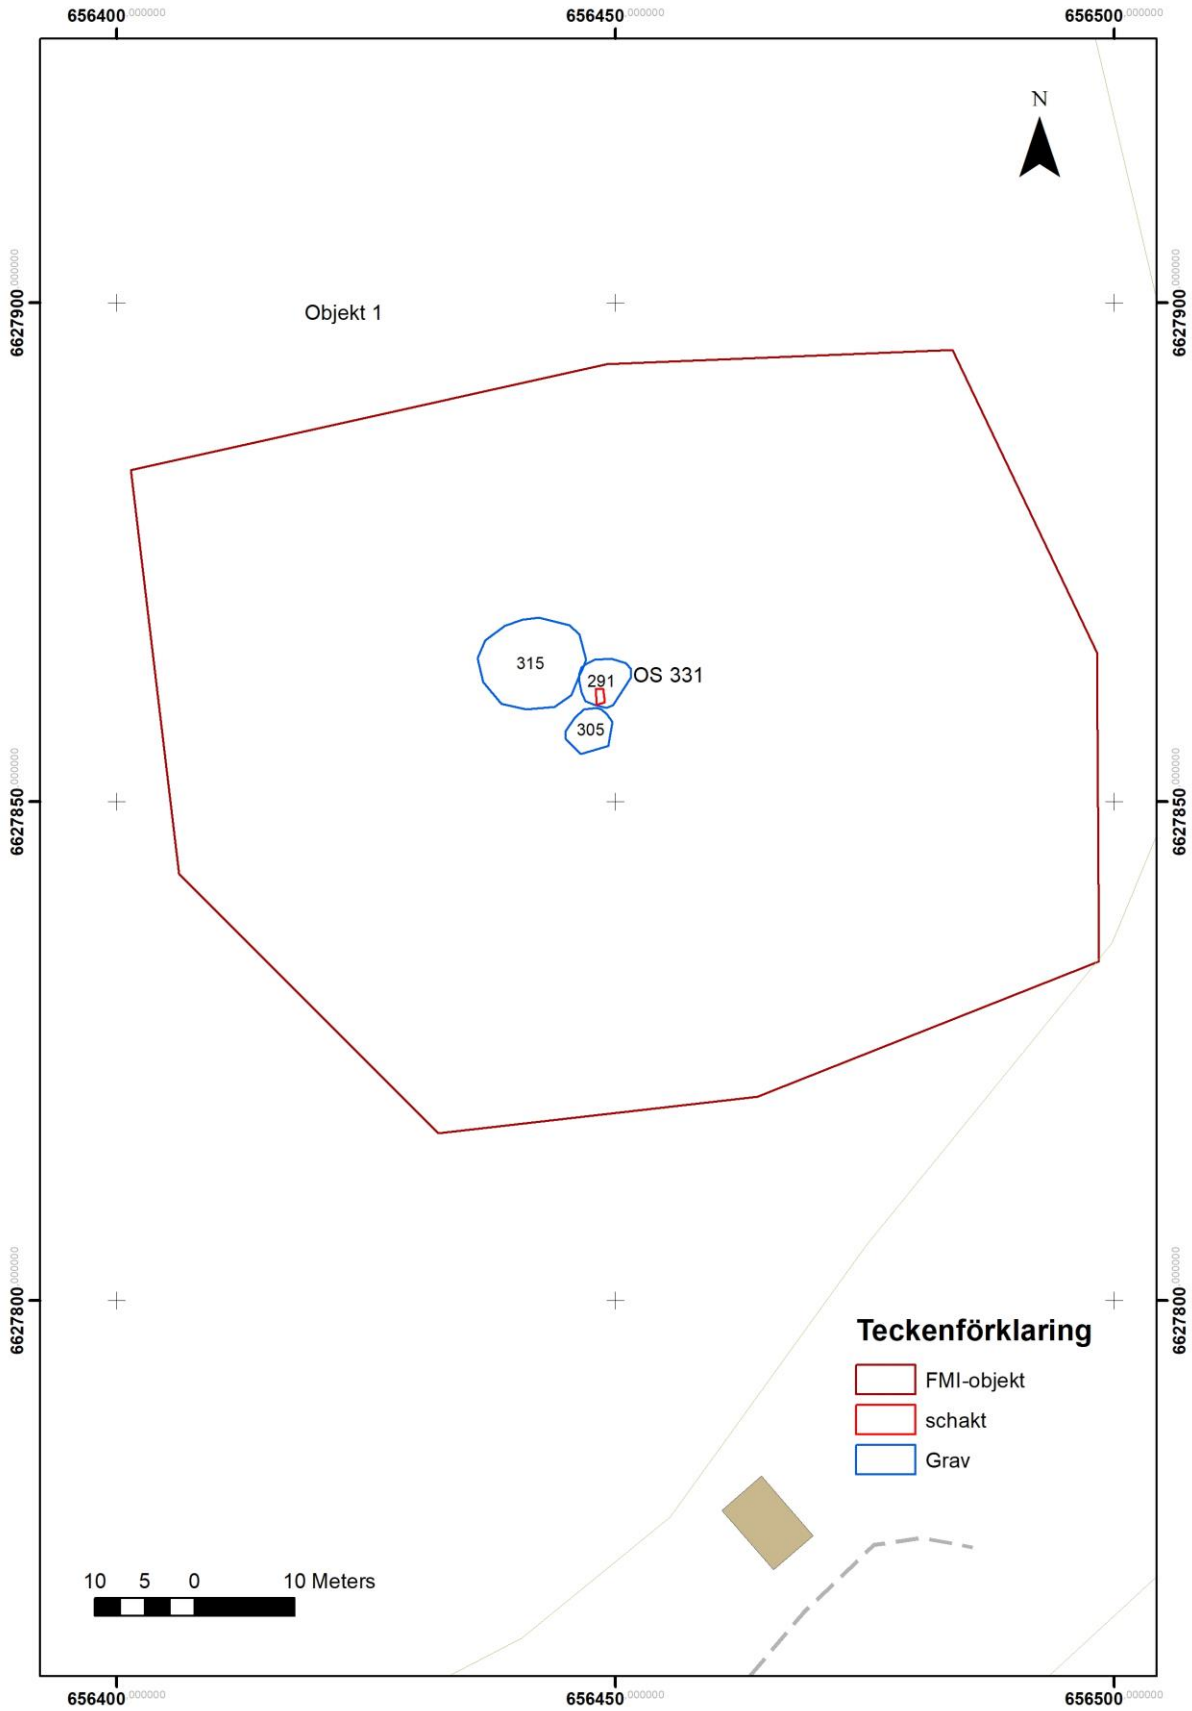 656400,000000 656450,000000 656500,000000
N
6627900,000000 6627900,000000
Objekt 1
315
291 OS 331
305
6627850,000000 6627850,000000
6627800,000000 6627800,000000
Teckenförklaring
FMI-objekt
schakt
Grav
10 5 0 10 Meters
656400,000000 656450,000000 656500,000000